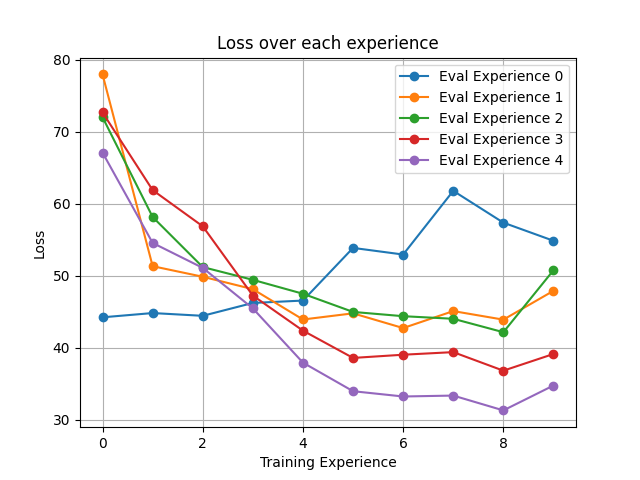 Loss over each experience
80
70
60
50
40
30
Loss
Eval Experience 0
Eval Experience 1
Eval Experience 2
Eval Experience 3
Eval Experience 4
0 2 4 6 8
Training Experience